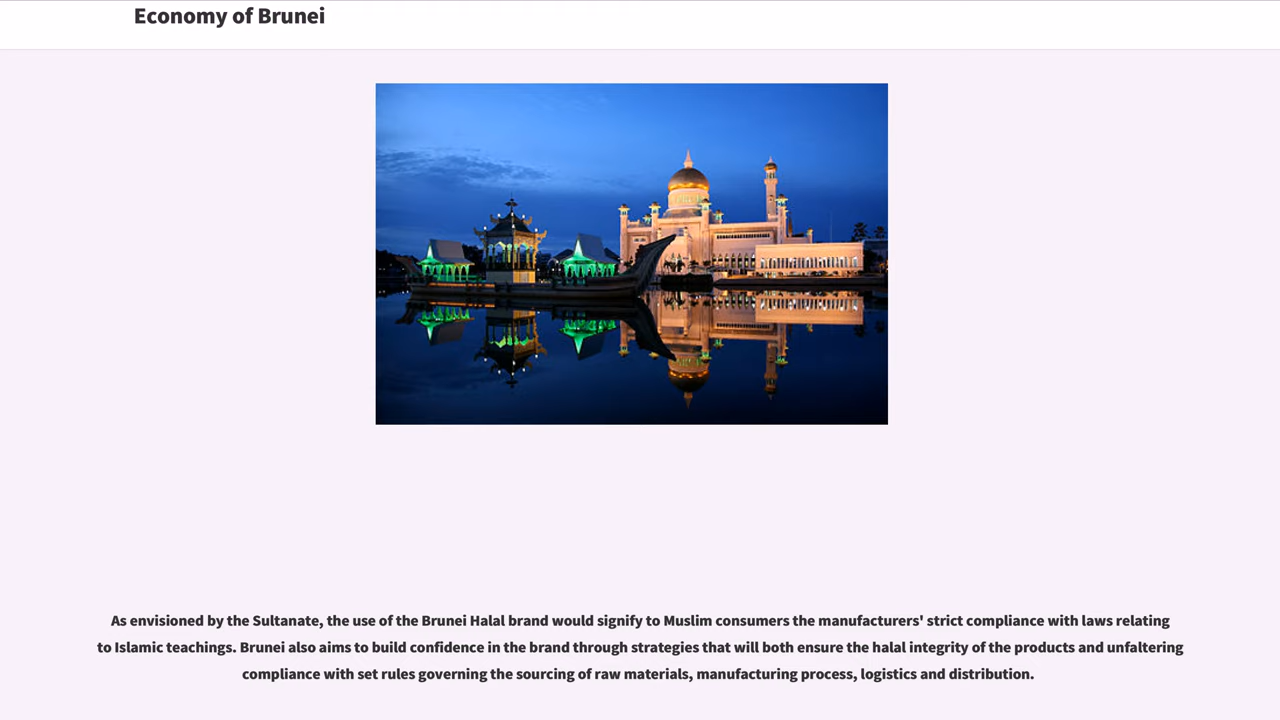 Economy of Brunei
As envisioned by the Sultanate, the use of the Brunei Halal brand would signify to Muslim consumers the manufacturers' strict compliance with laws relating
to Islamic teachings. Brunei also aims to build confidence in the brand through strategies that will both ensure the halal integrity of the products and unfaltering
compliance with set rules governing the sourcing of raw materials, manufacturing process, logistics and distribution.